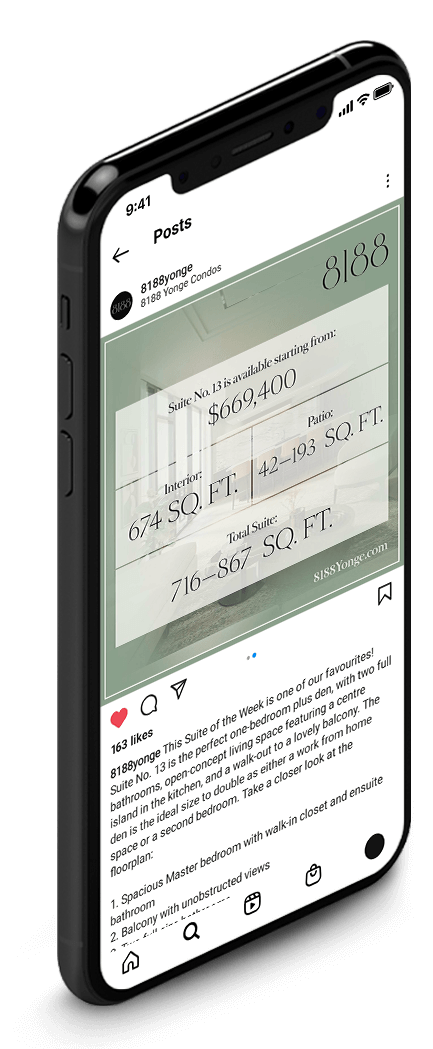 9:41
Posts
8188yonge
8188 Yonge Condos
8188
8188
Suite No. 13 is available starting from:
$669,400
Interior:
674 SQ. FT.
Patio:
42–193 SQ. FT.
Total Suite:
716–867 SQ. FT.
8188Yonge.com
163 likes
8188yonge This Suite of the Week is one of our favourites!
Suite No. 13 is the perfect one-bedroom plus den, with two full
bathrooms, open-concept living space featuring a centre
island in the kitchen, and a walk-out to a lovely balcony. The
den is the ideal size to double as either a work from home
space or a second bedroom. Take a closer look at the
floorplan:
1. Spacious Master bedroom with walk-in closet and ensuite
bathroom
2. Balcony with unobstructed views